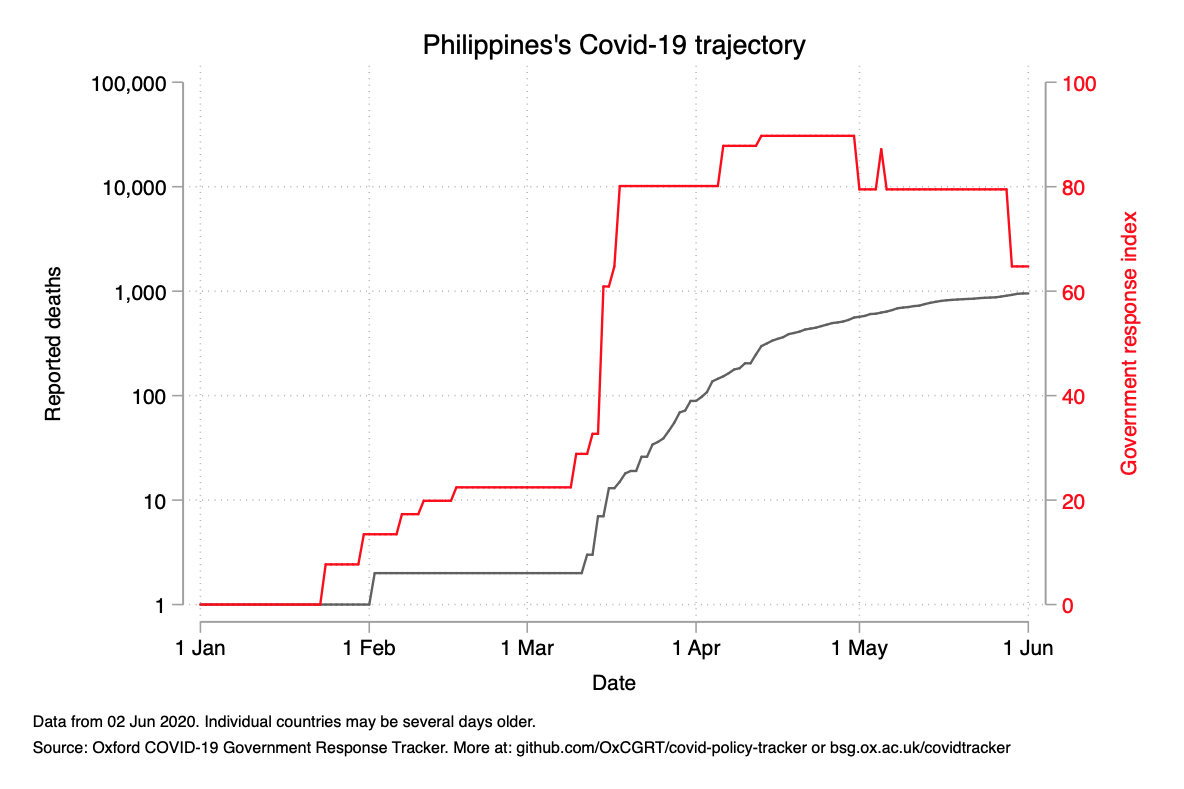 Philippines's Covid-19 trajectory
100,000
10,000
1,000
100
10
1
Reported deaths
100
80
60
40
20
0
Government response index
1 Jan
1 Feb
1 Mar
1 Apr
1 May
1 Jun
Date
Data from 02 Jun 2020. Individual countries may be several days older.
Source: Oxford COVID-19 Government Response Tracker. More at: github.com/OxCGRT/covid-policy-tracker or bsg.ox.ac.uk/covidtracker